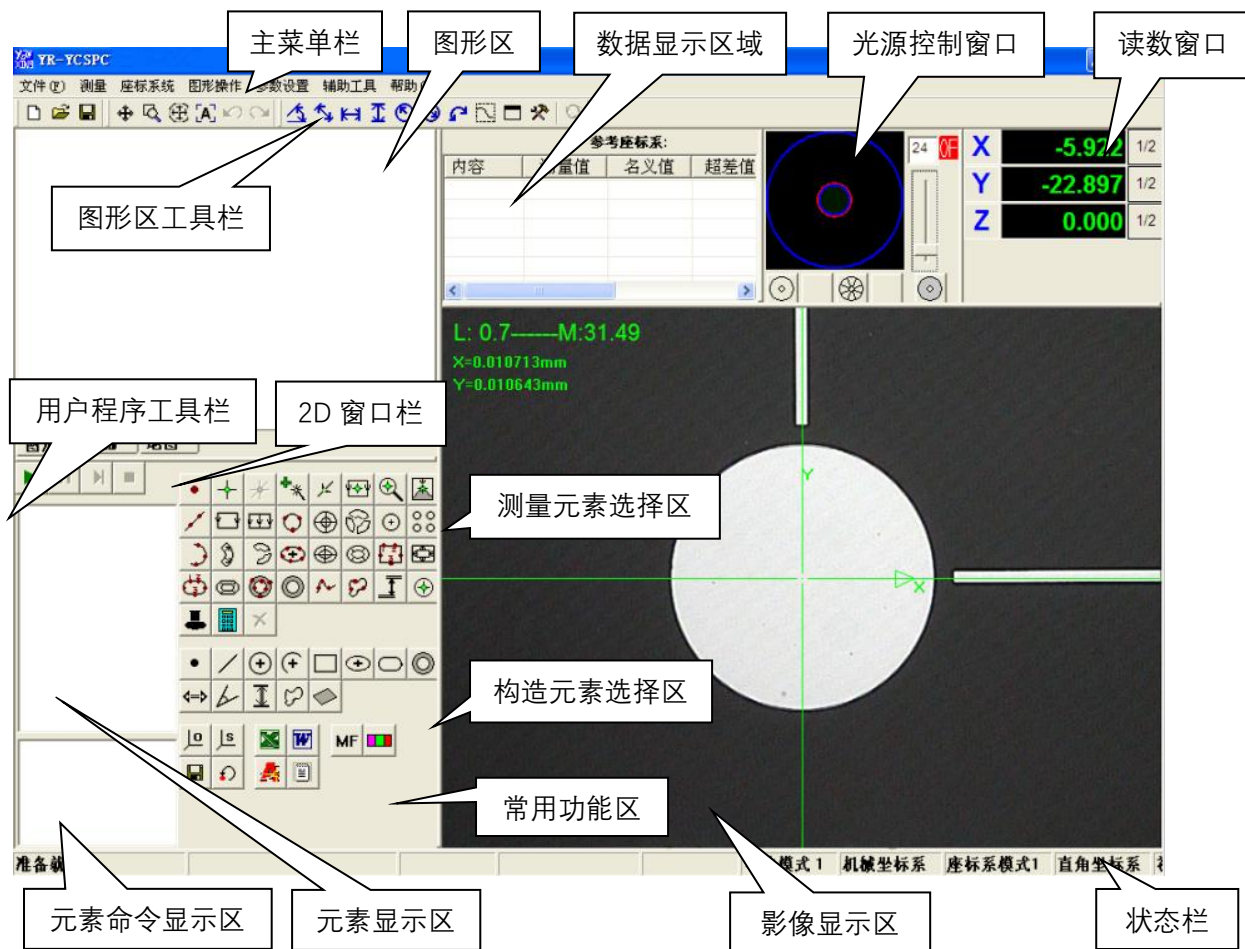 主菜单栏
图形区
数据显示区域
光源控制窗口
读数窗口
YR-YCSPC
文件(F) 测量 座标系统 图形操作 参数设置 辅助工具 帮助
参考座标系:
内容 测量值 名义值 超差值
24 OF
X -5.922 1/2
Y -22.897 1/2
Z 0.000 1/2
图形区工具栏
L: 0.7------M:31.49
X=0.010713mm
Y=0.010643mm
用户程序工具栏
2D 窗口栏
Y
X
测量元素选择区
构造元素选择区
MF
常用功能区
模式 1 机械坐标系 座标系模式1 直角坐标系
元素命令显示区
元素显示区
影像显示区
状态栏